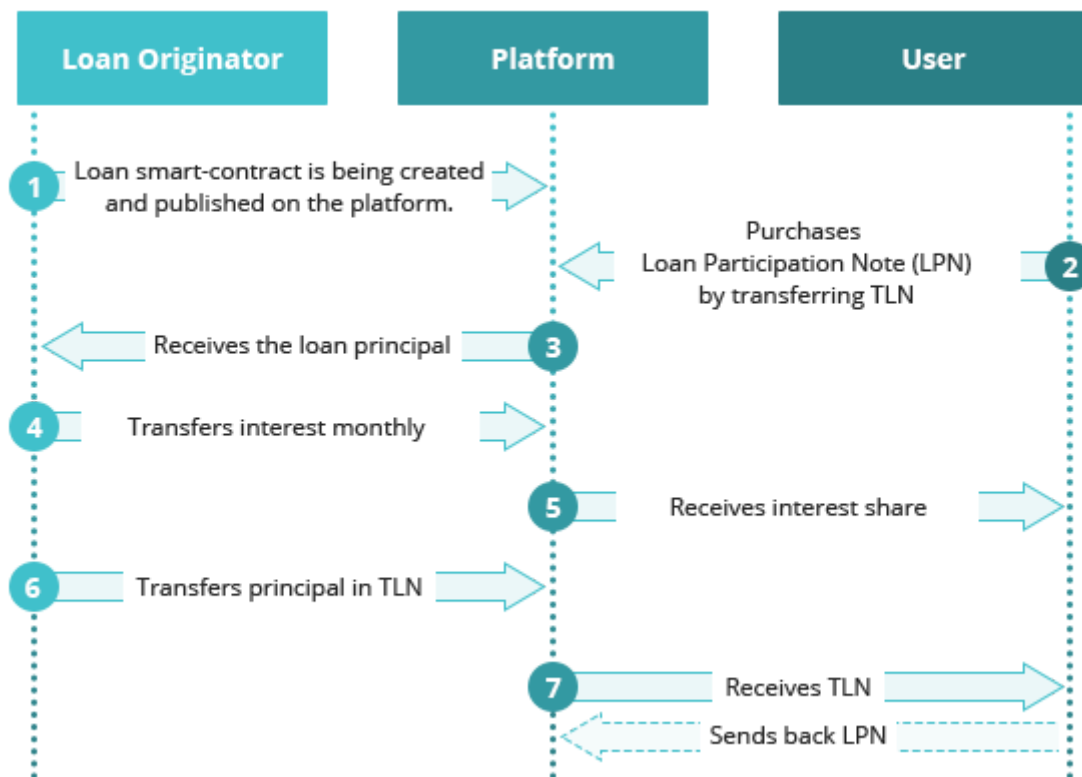 Loan Originator
Platform
User
1
Loan smart-contract is being created
and published on the platform.
Purchases
Loan Participation Note (LPN)
by transferring TLN
2
Receives the loan principal
3
4
Transfers interest monthly
5
Receives interest share
6
Transfers principal in TLN
7
Receives TLN
Sends back LPN